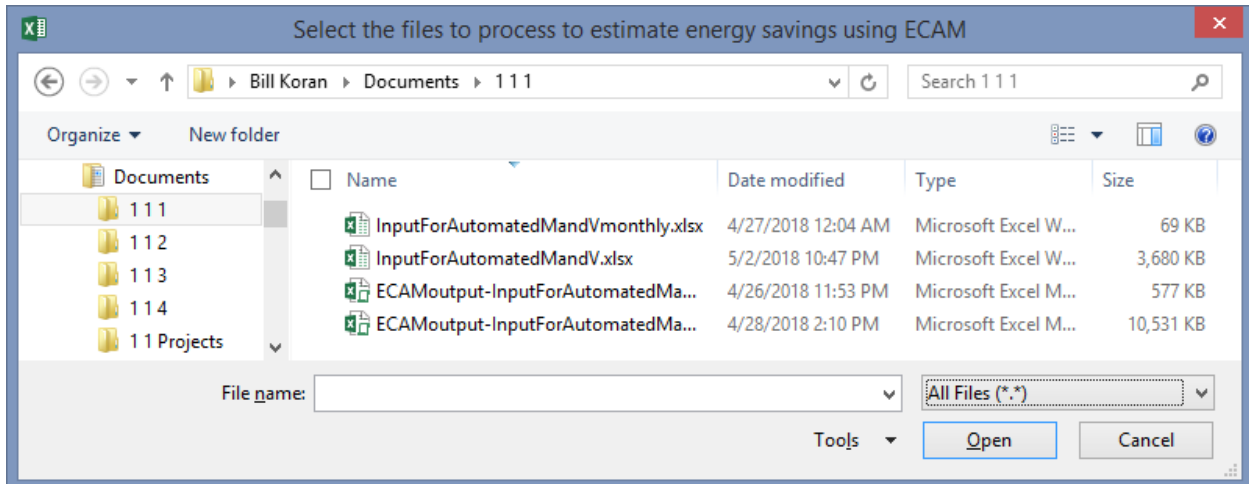 Select the files to process to estimate energy savings using ECAM
Bill Koran Documents 1 1 1 Search 1 1 1
Organize New folder
Documents Name Date modified Type Size
1 1 1
1 1 2
1 1 3
1 1 4
1 1 Projects
InputForAutomatedMandVmonthly.xlsx 4/27/2018 12:04 AM Microsoft Excel W... 69 KB
InputForAutomatedMandV.xlsx 5/2/2018 10:47 PM Microsoft Excel W... 3,680 KB
ECAMoutput-InputForAutomatedMa... 4/26/2018 11:53 PM Microsoft Excel M... 577 KB
ECAMoutput-InputForAutomatedMa... 4/28/2018 2:10 PM Microsoft Excel M... 10,531 KB
File name: All Files (*.*)
Tools Open Cancel